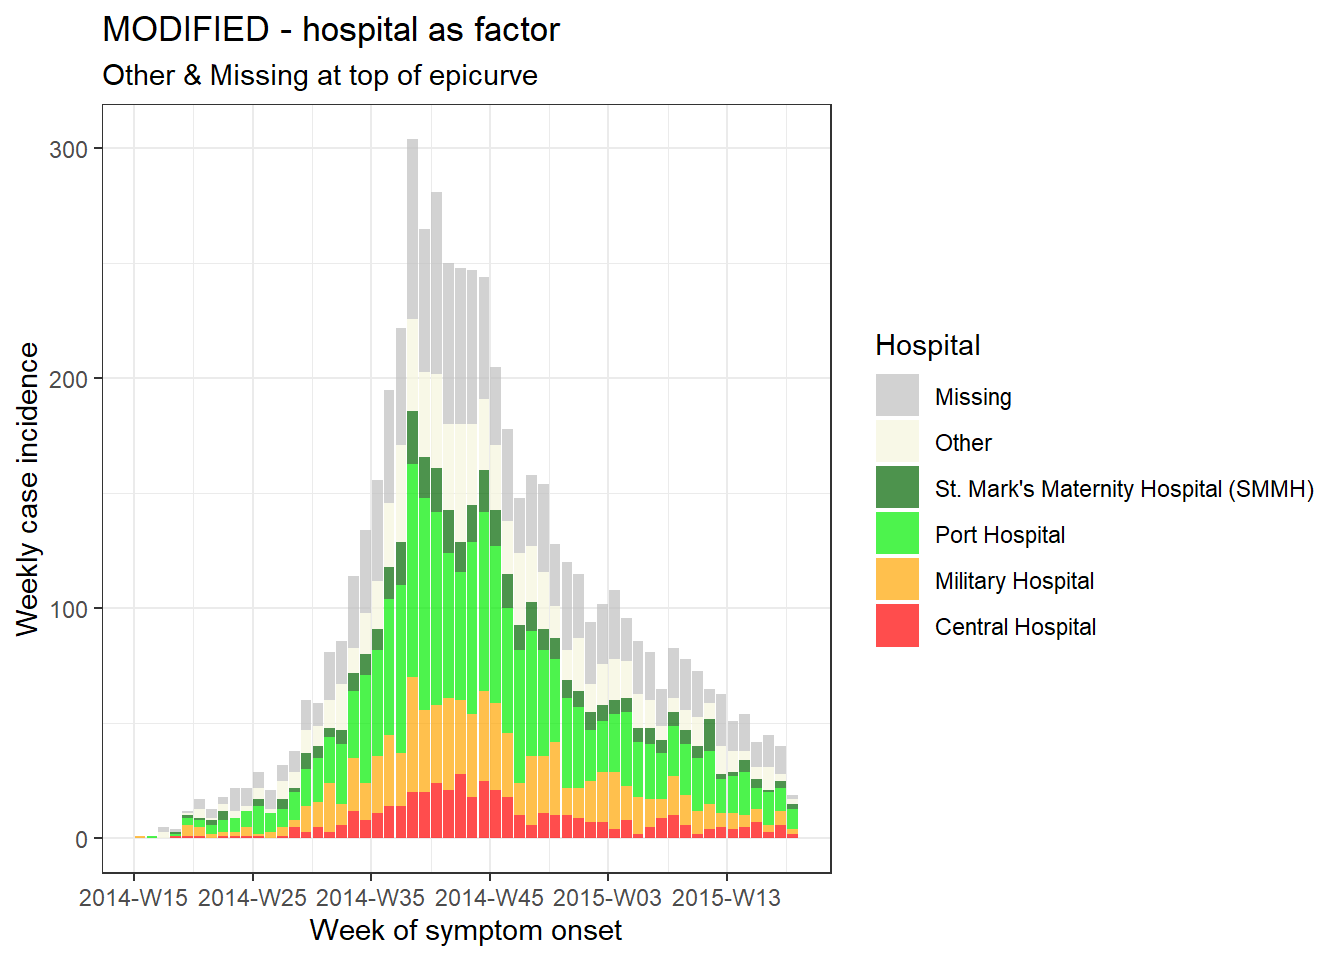 MODIFIED - hospital as factor
Other & Missing at top of epicurve
Weekly case incidence
300
200
100
0
2014-W15 2014-W25 2014-W35 2014-W45 2015-W03 2015-W13
Week of symptom onset
Hospital
Missing
Other
St. Mark's Maternity Hospital (SMMH)
Port Hospital
Military Hospital
Central Hospital